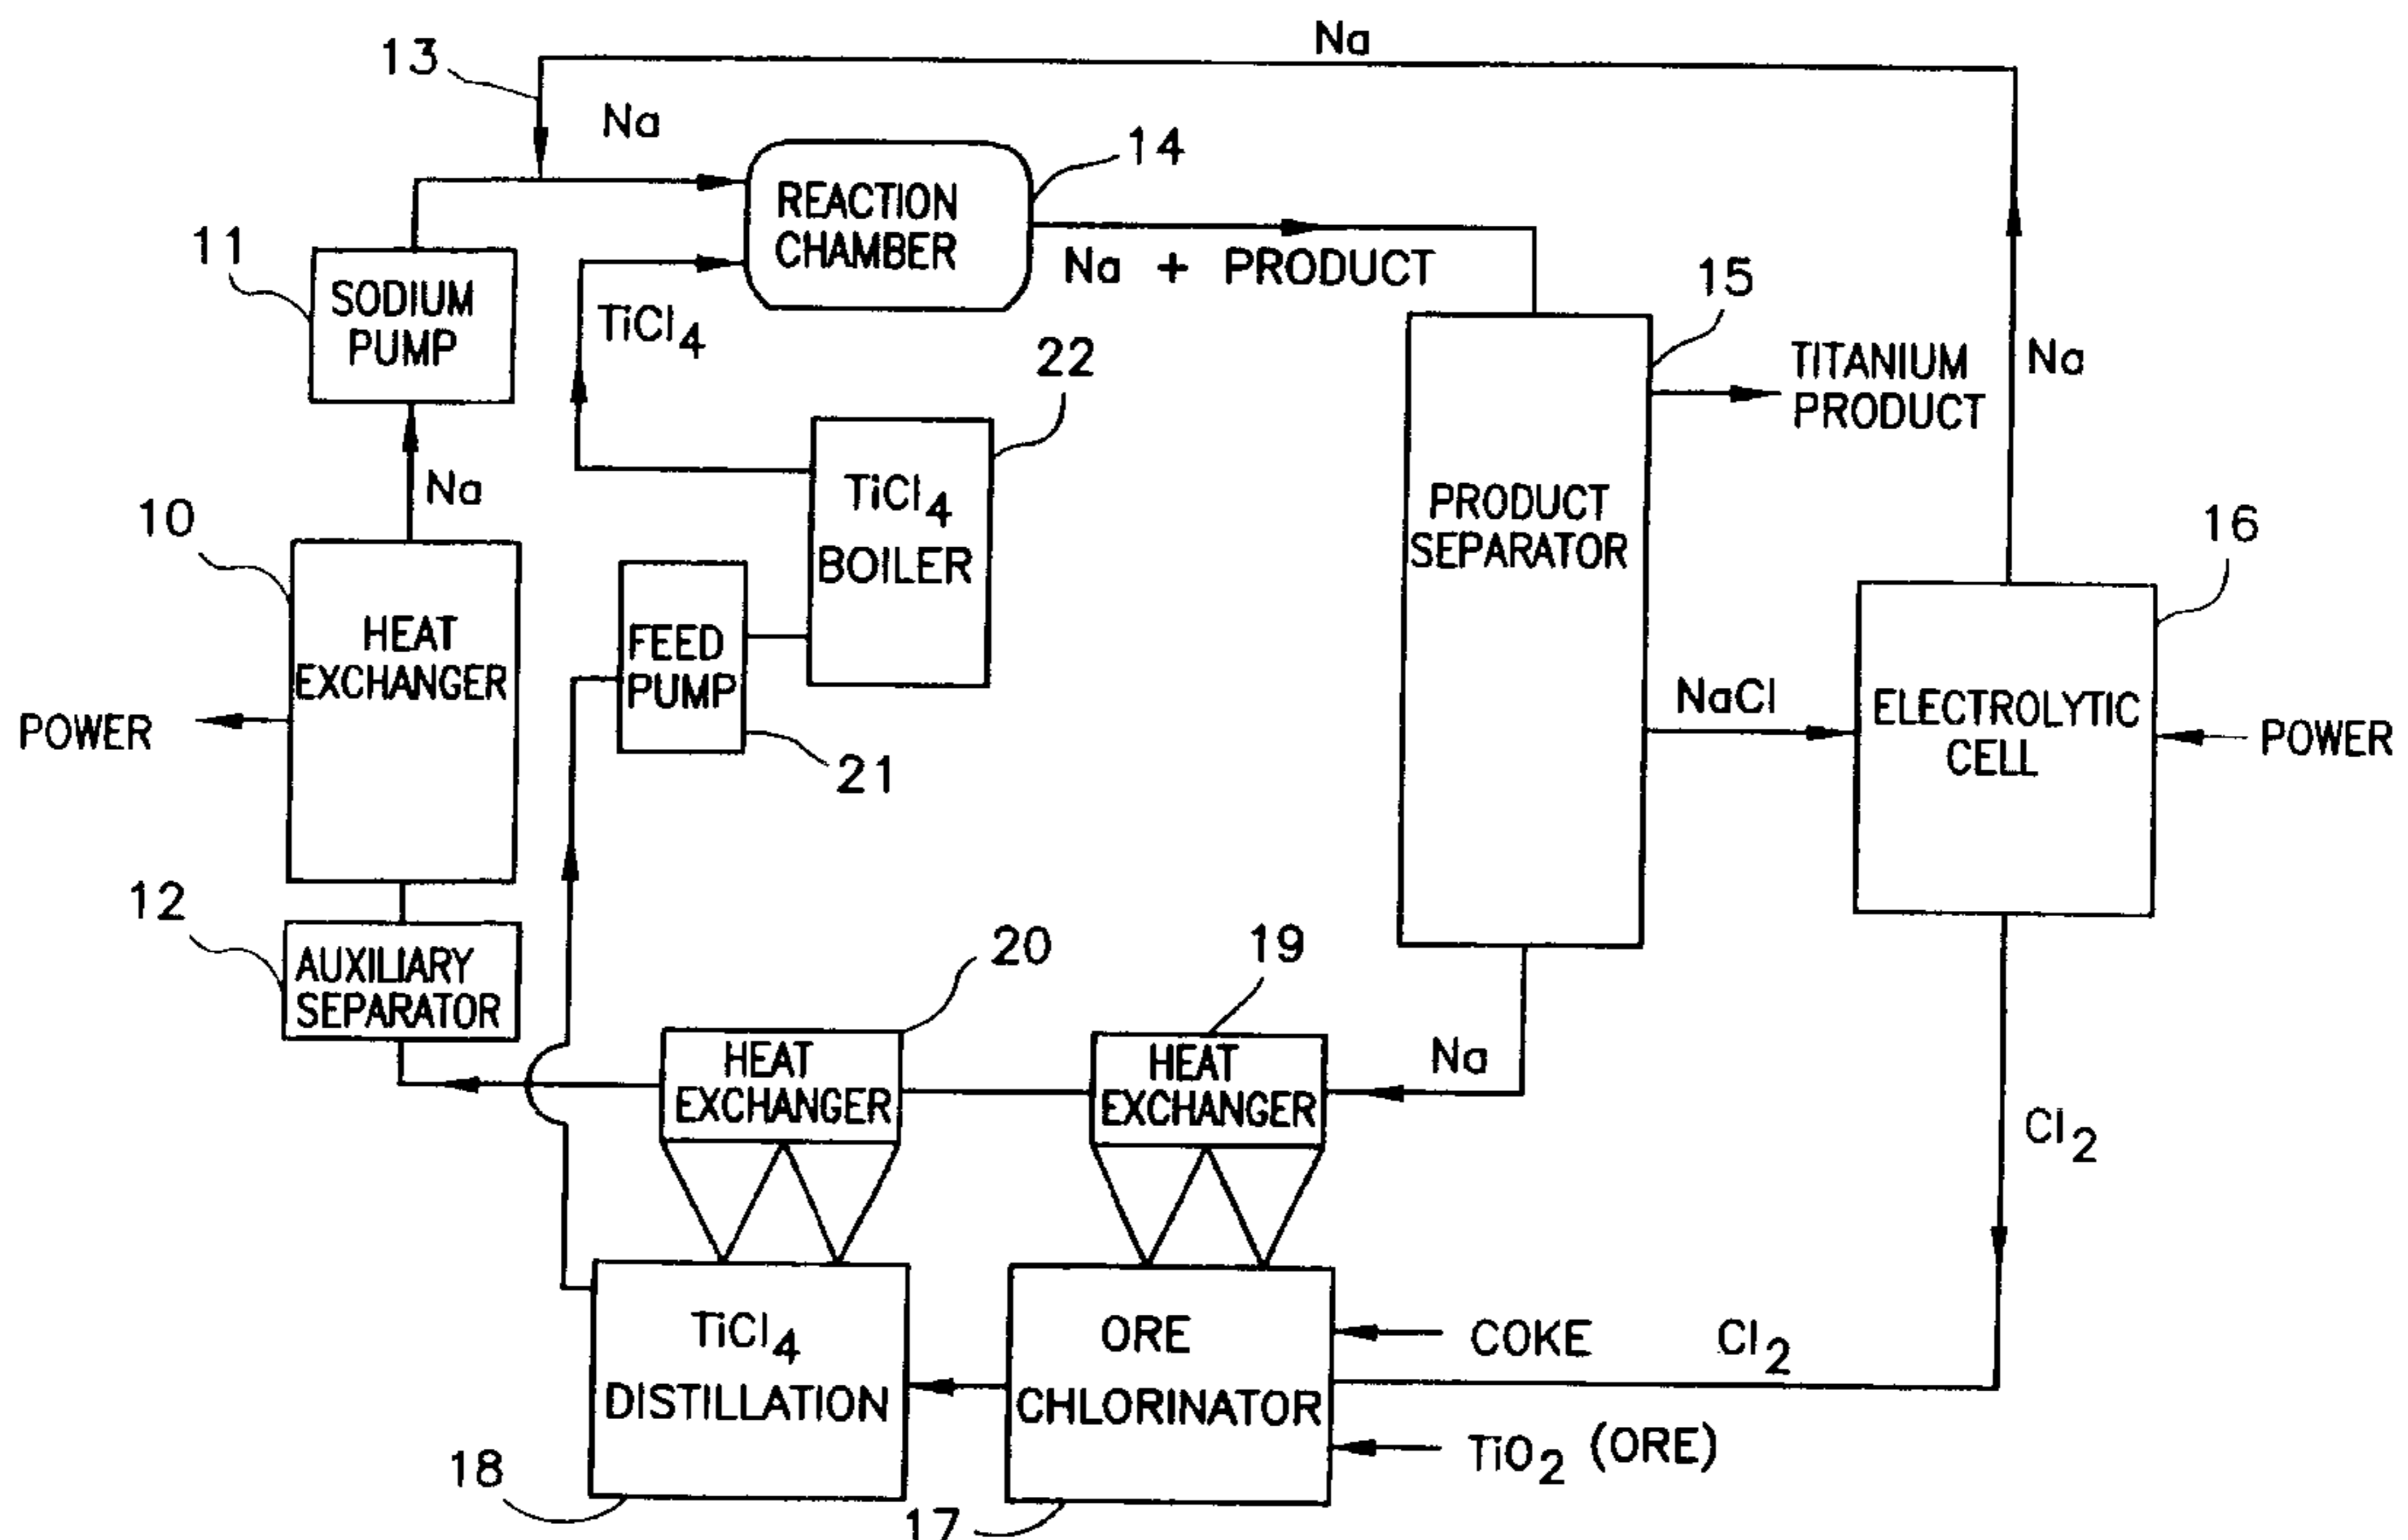 Na
13
Na
14
REACTION
CHAMBER
11
Na + PRODUCT
15
SODIUM
PUMP
TiCl4
22
TITANIUM
PRODUCT
Na
TiCl4
BOILER
Na
10
PRODUCT
SEPARATOR
16
HEAT
EXCHANGER
FEED
PUMP
NaCl
ELECTROLYTIC
CELL
POWER
POWER
21
12
20
19
AUXILIARY
SEPARATOR
HEAT
EXCHANGER
HEAT
EXCHANGER
Na
Cl2
TiCl4
DISTILLATION
ORE
CHLORINATOR
COKE
Cl2
TiO2 (ORE)
18
17